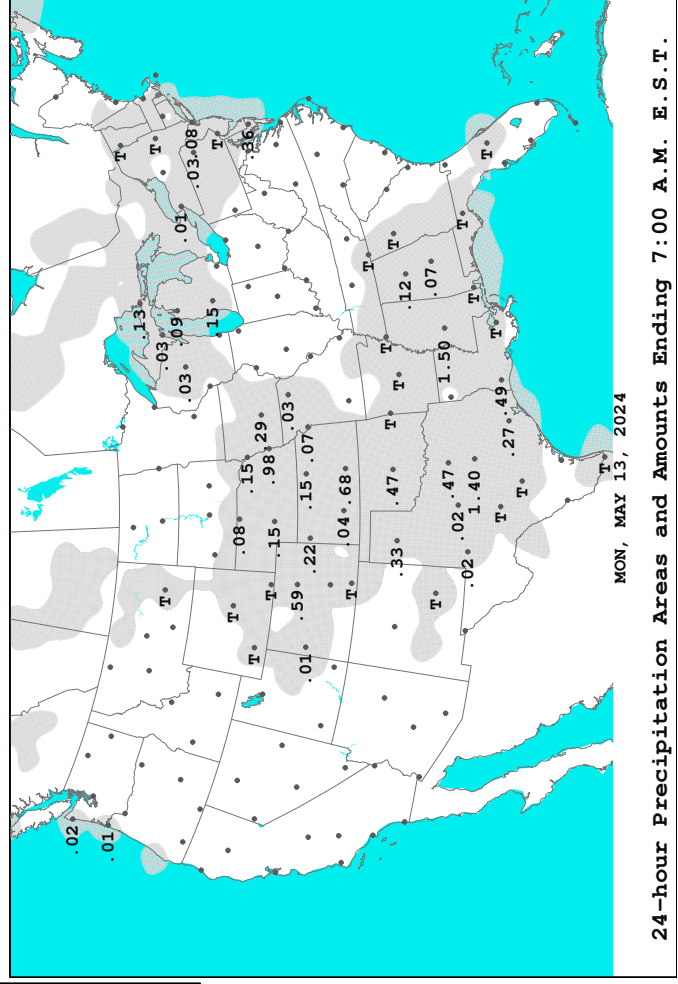 .02
.01
T
.13
T
.03
T
.09
.01
.03
.03 .08
.15
T
T
.08
.15
.36
T
.29
.98
T
.15
.03
.59
.01
.15
.07
.22
.04
.68
T
T
T
.47
T
T
.33
T
.12
.07
T
1.50
.47
.02
T
.02
1.40
T
T
T
T
.49
.27
T
T
MON, MAY 13, 2024
24-hour Precipitation Areas and Amounts Ending 7:00 A.M. E.S.T.